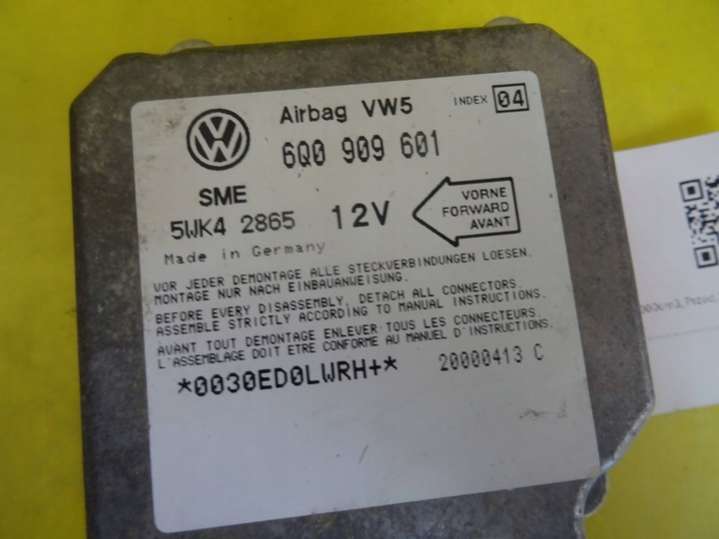 Airbag VW5
INDEX 04
6Q0 909 601
SME
5WK4 2865
12V
VORNE
FORWARD
AVANT
Made in Germany
VOR JEDER DEMONTAGE ALLE STECKVERBINDUNGEN LOESEN.
MONTAGE NUR NACH EINBAUANWEISUNG.
BEFORE EVERY DISASSEMBLY, DETACH ALL CONNECTORS.
ASSEMBLE STRICTLY ACCORDING TO MANUAL INSTRUCTIONS.
AVANT TOUT DEMONTAGE ENLEVER TOUS LES CONNECTEURS
L'ASSEMBLAGE DOIT ETRE CONFORME AU MANUEL D'INSTRUCTIONS.
*0030ED0LWRH+*
20000413 C